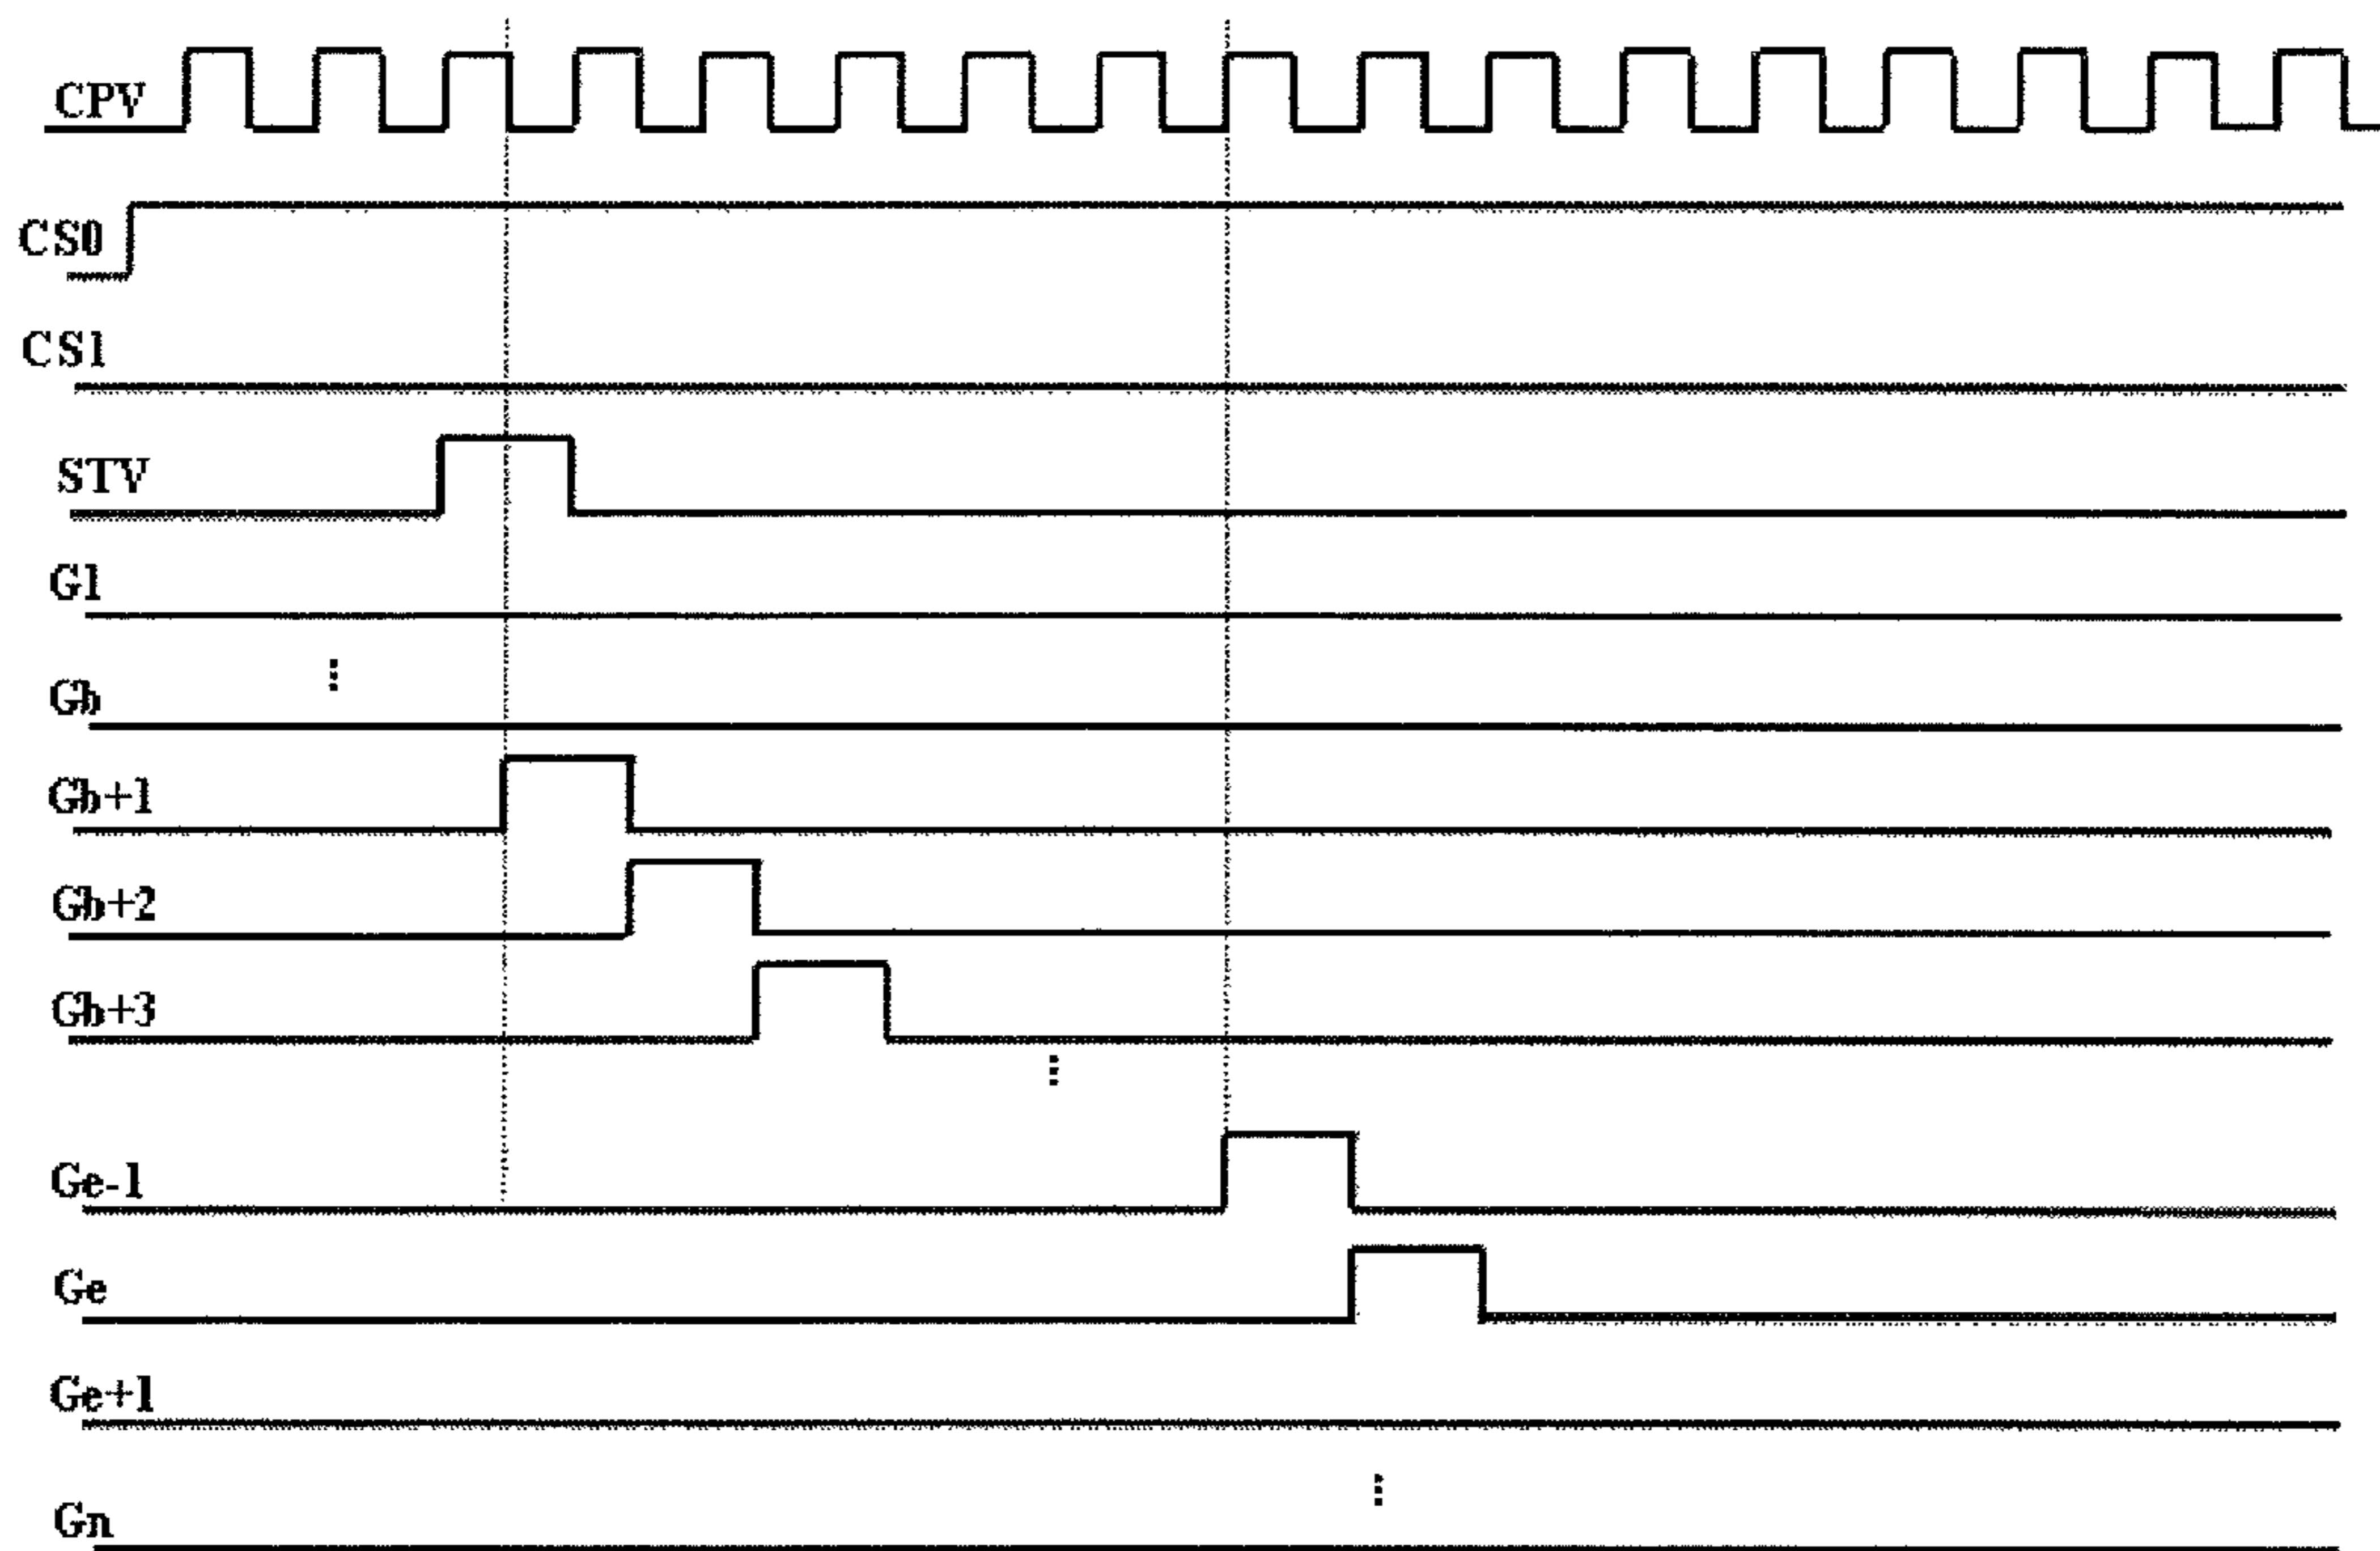 CPV
CS0
CS1
STV
G1
⋮
Gb
Gb+1
Gb+2
Gb+3
⋮
Ge-1
Ge
Ge+1
⋮
Gn